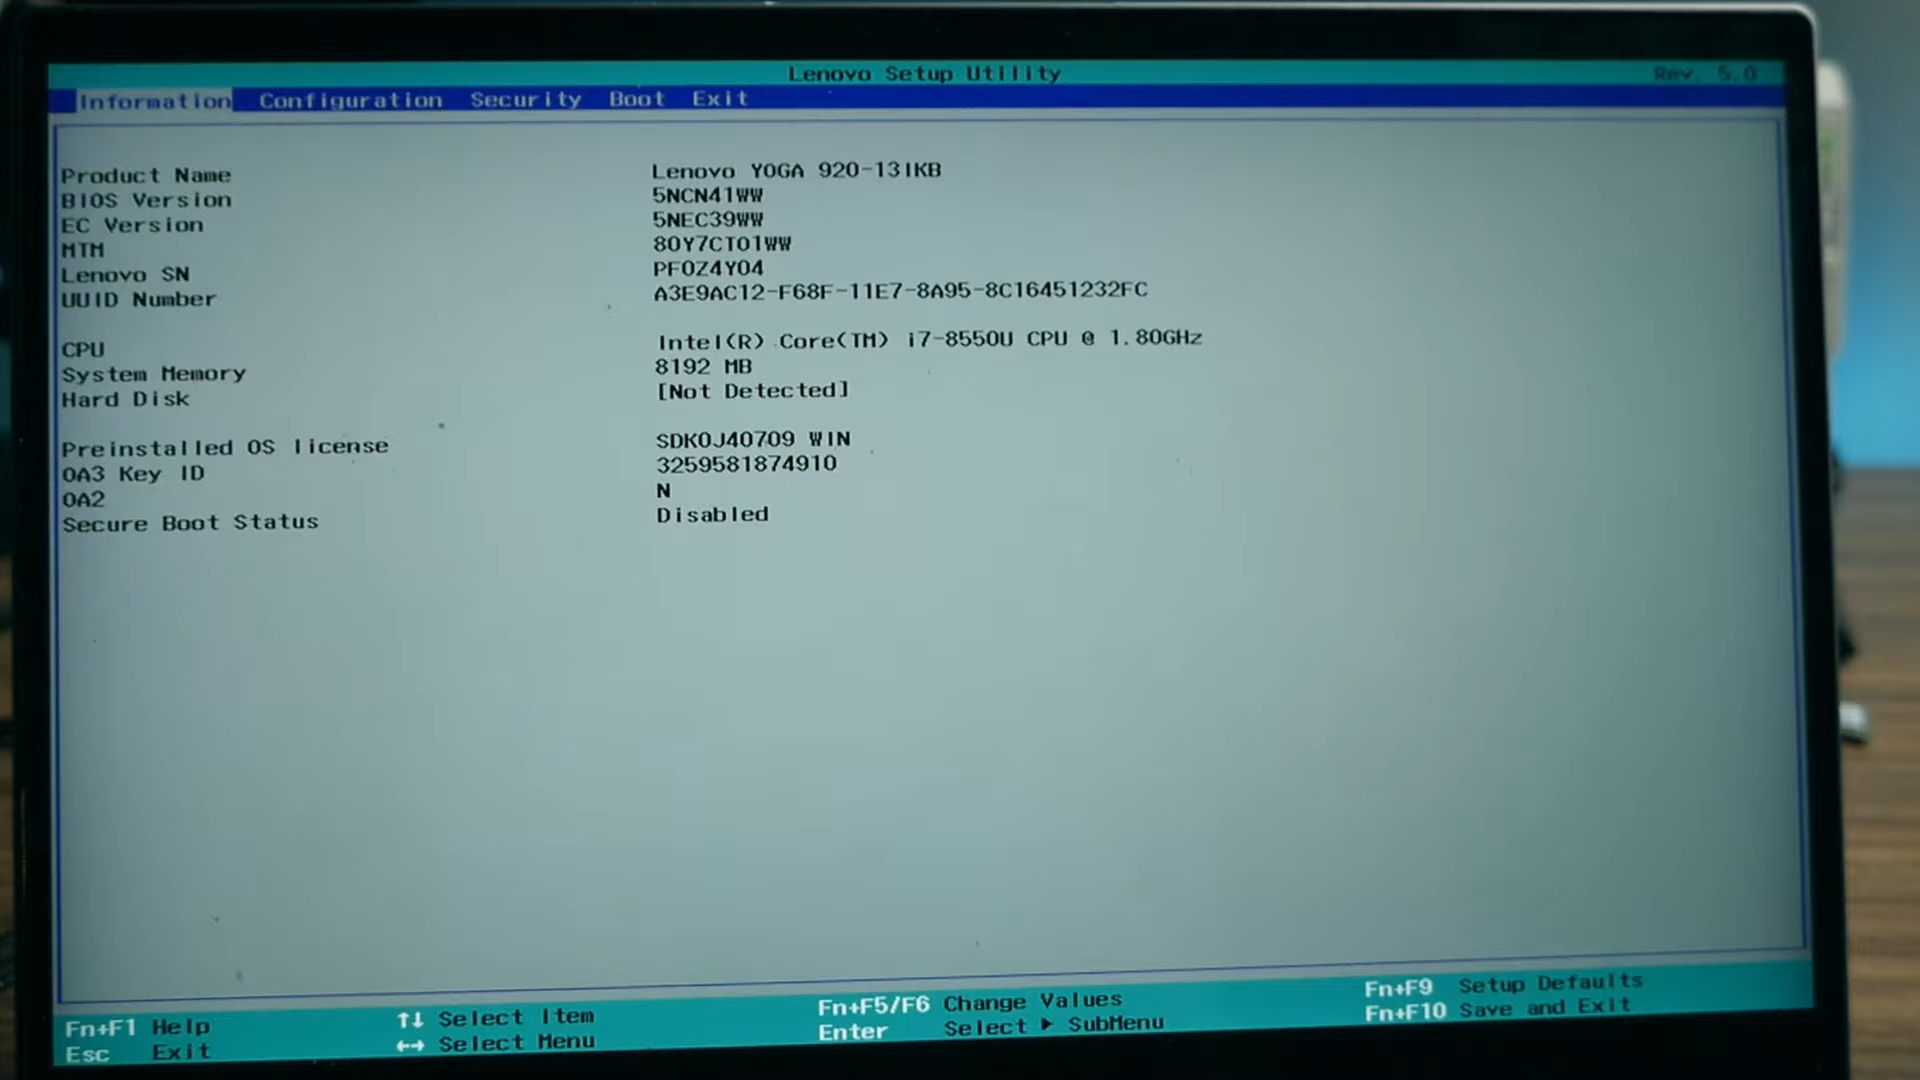 Lenovo Setup Utility
Rev. 5.0
Information Configuration Security Boot Exit
Product Name Lenovo YOGA 920-13IKB
BIOS Version 5NCN41WW
EC Version 5NEC39WW
MTM 80Y7CTO1WW
Lenovo SN PF0Z4Y04
UUID Number A3E9AC12-F68F-11E7-8A95-8C16451232FC
CPU Intel(R) Core(TM) i7-8550U CPU @ 1.80GHz
System Memory 8192 MB
Hard Disk [Not Detected]
Preinstalled OS license SDK0J40709 WIN
OA3 Key ID 3259581874910
OA2 N
Secure Boot Status Disabled
Fn+F1 Help ↑↓ Select Item Fn+F5/F6 Change Values Fn+F9 Setup Defaults
Esc Exit ←→ Select Menu Enter Select ▶ SubMenu Fn+F10 Save and Exit